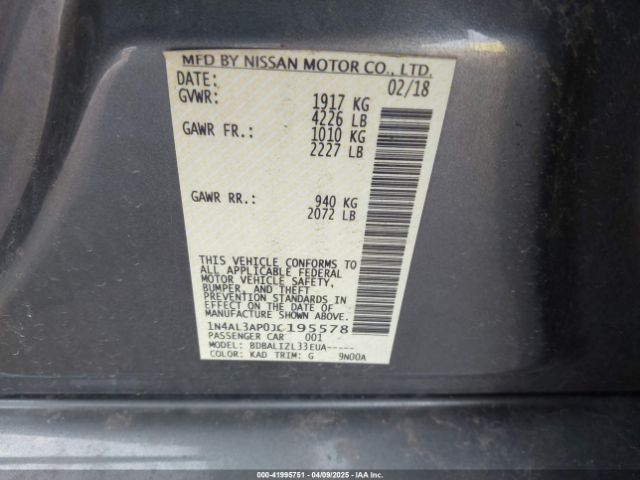 MFD BY NISSAN MOTOR CO., LTD.
DATE: 02/18
GVWR: 1917 KG
4226 LB
GAWR FR.: 1010 KG
2227 LB
GAWR RR.: 940 KG
2072 LB
THIS VEHICLE CONFORMS TO
ALL APPLICABLE FEDERAL
MOTOR VEHICLE SAFETY,
BUMPER, AND THEFT
PREVENTION STANDARDS IN
EFFECT ON THE DATE OF
MANUFACTURE SHOWN ABOVE.
1N4AL3AP0JC195578
PASSENGER CAR 001
MODEL: BDBALIZL33EUA-----
COLOR: KAD TRIM: G 9N00A
000-41995751 | 04/09/2025 - IAA Inc.